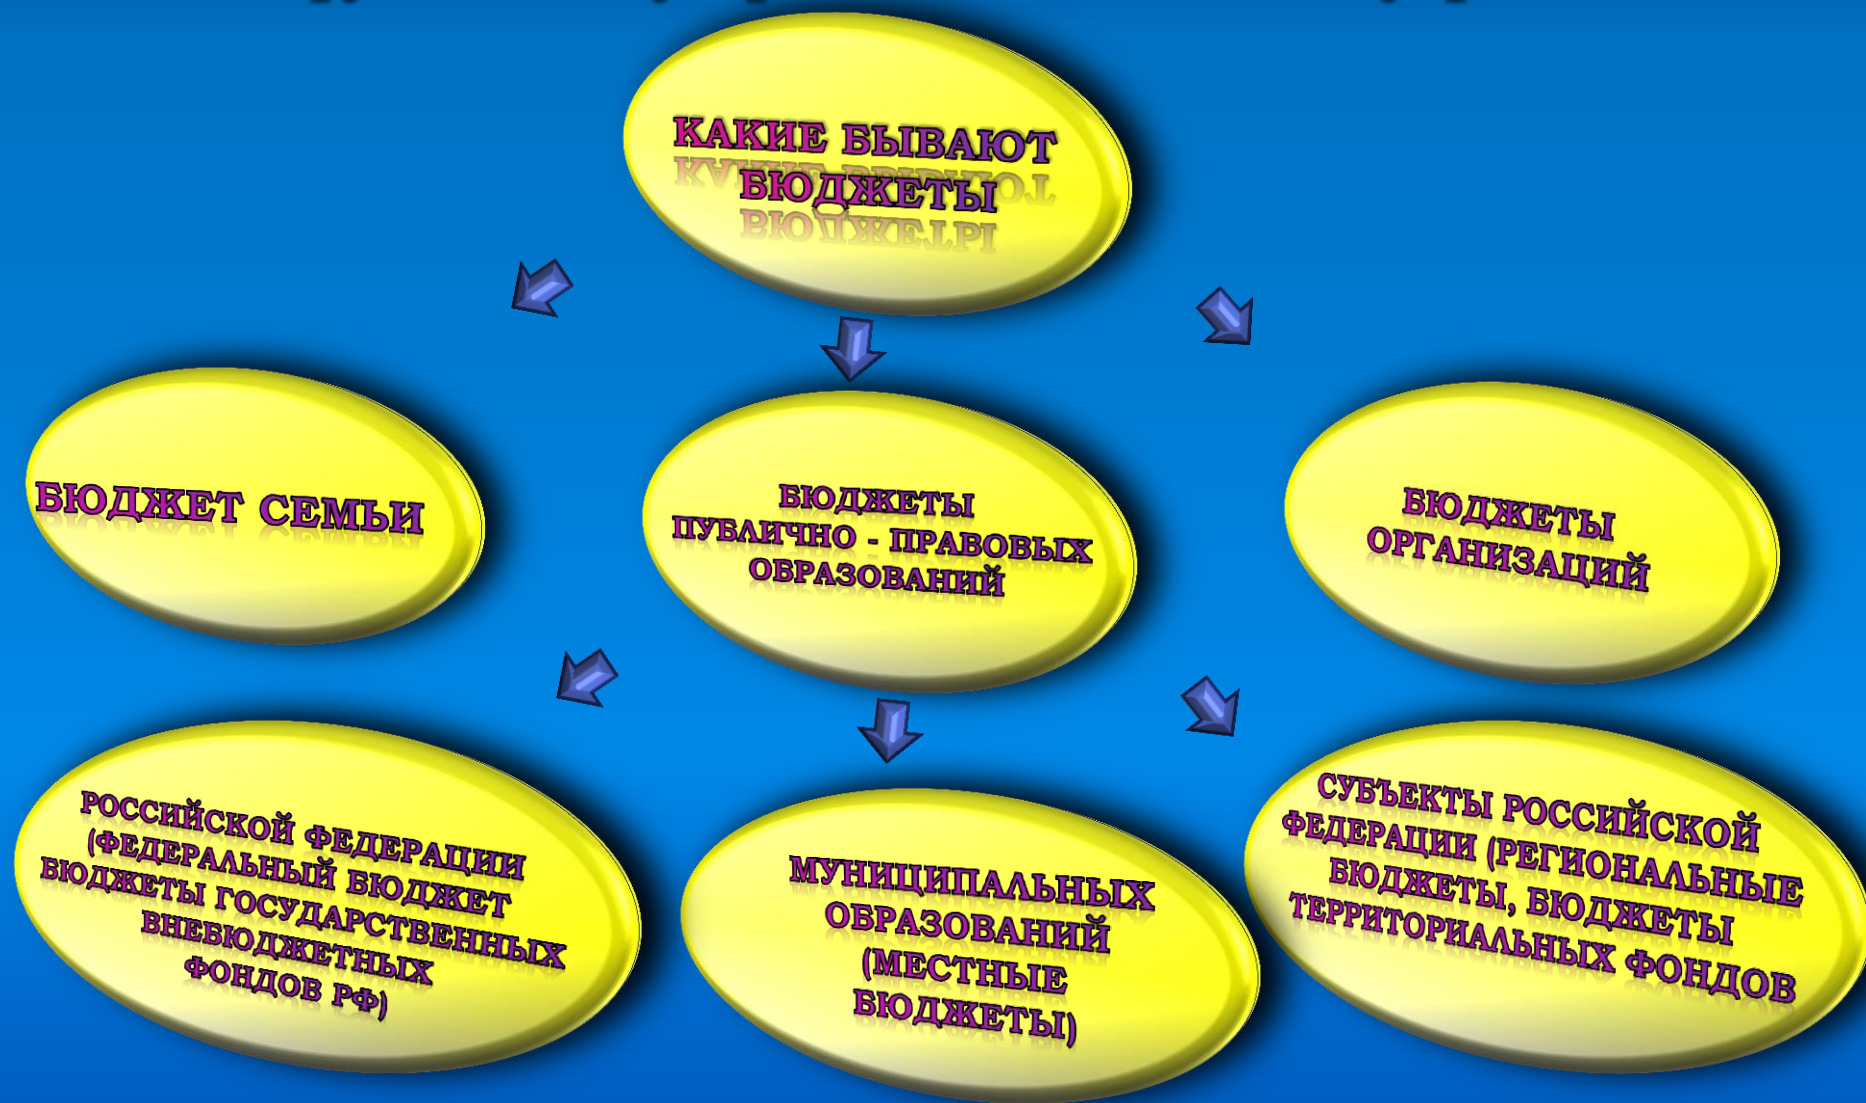 КАКИЕ БЫВАЮТ
БЮДЖЕТЫ
БЮДЖЕТ СЕМЬИ
БЮДЖЕТЫ
ПУБЛИЧНО - ПРАВОВЫХ
ОБРАЗОВАНИЙ
БЮДЖЕТЫ
ОРГАНИЗАЦИЙ
РОССИЙСКОЙ ФЕДЕРАЦИИ
(ФЕДЕРАЛЬНЫЙ БЮДЖЕТ
БЮДЖЕТЫ ГОСУДАРСТВЕННЫХ
ВНЕБЮДЖЕТНЫХ
ФОНДОВ РФ)
МУНИЦИПАЛЬНЫХ
ОБРАЗОВАНИЙ
(МЕСТНЫЕ
БЮДЖЕТЫ)
СУБЪЕКТЫ РОССИЙСКОЙ
ФЕДЕРАЦИИ (РЕГИОНАЛЬНЫЕ
БЮДЖЕТЫ, БЮДЖЕТЫ
ТЕРРИТОРИАЛЬНЫХ ФОНДОВ